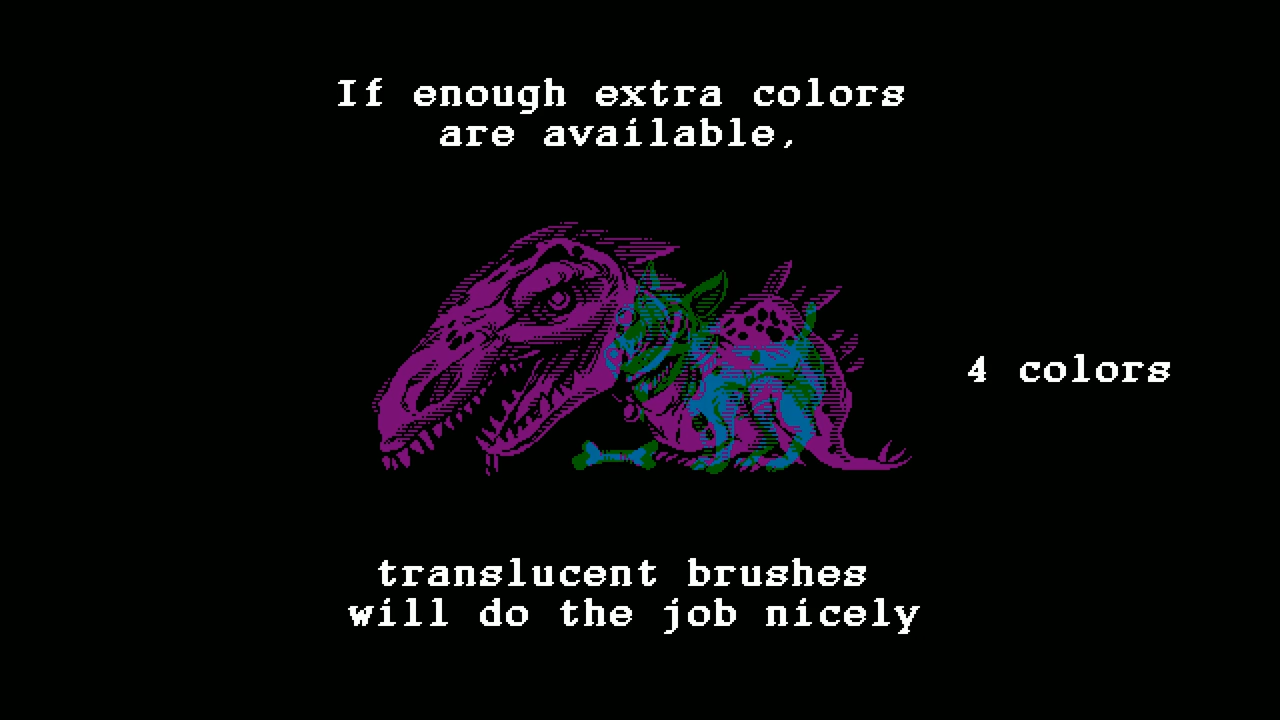 If enough extra colors
are available,
4 colors
translucent brushes
will do the job nicely